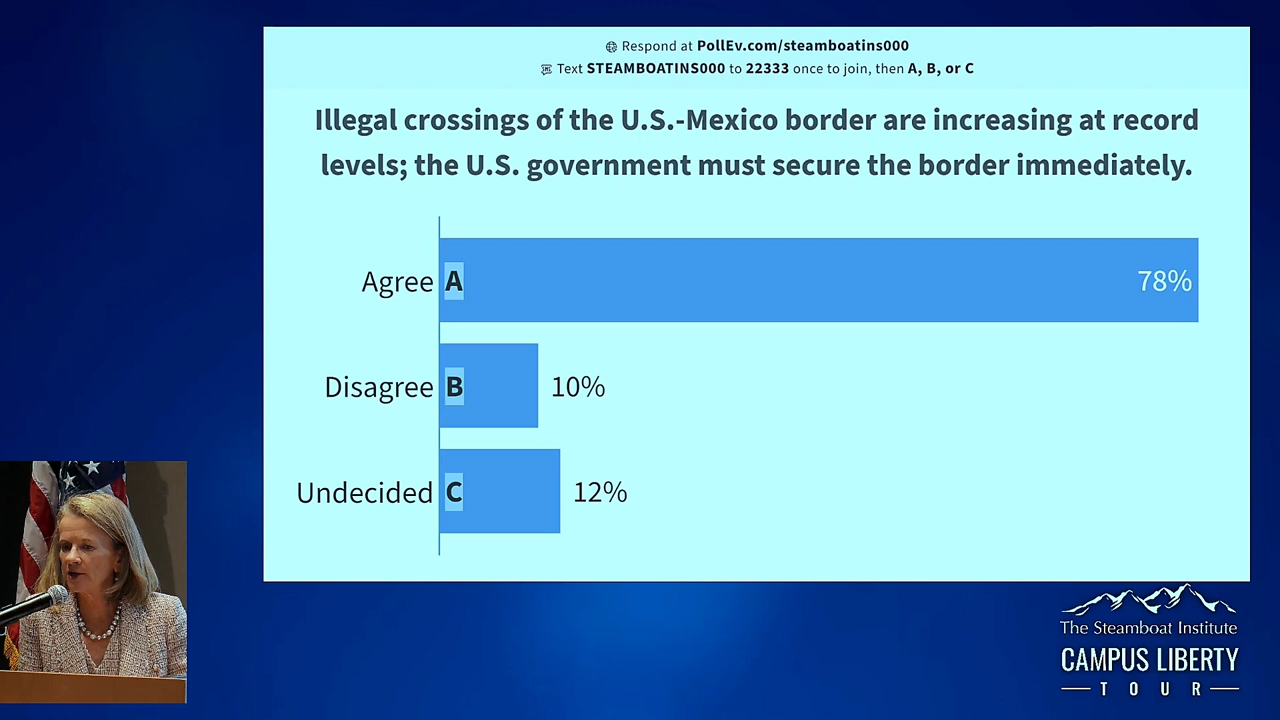 Respond at PollEv.com/steamboatins000
Text STEAMBOATINS000 to 22333 once to join, then A, B, or C
Illegal crossings of the U.S.-Mexico border are increasing at record
levels; the U.S. government must secure the border immediately.
Agree A 78%
Disagree B 10%
Undecided C 12%
The Steamboat Institute
CAMPUS LIBERTY
TOUR